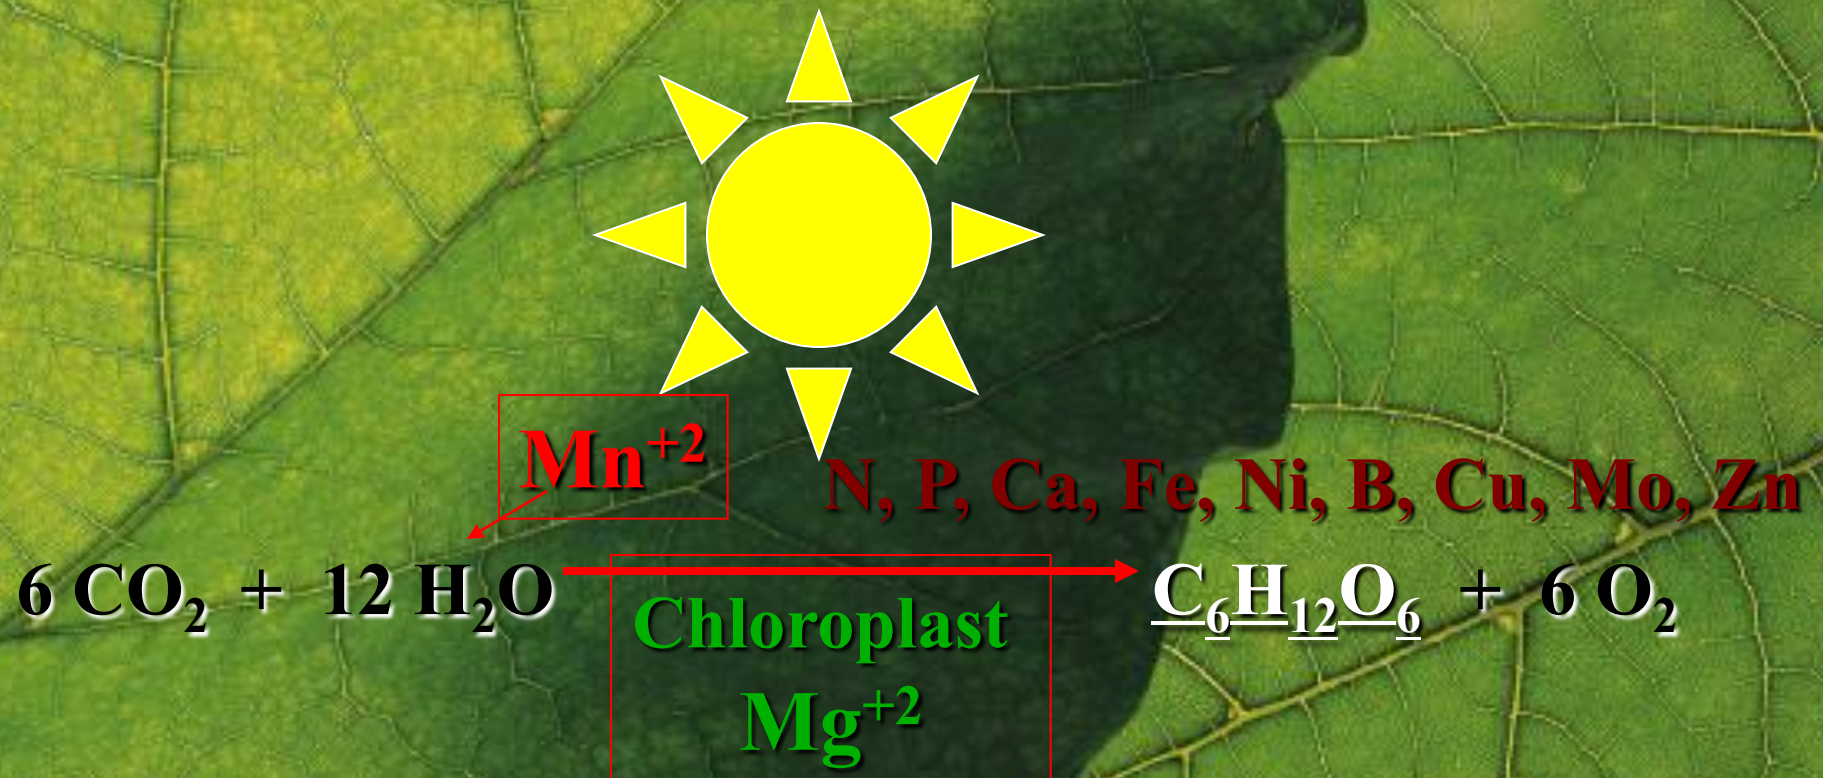 Mn⁺²
N, P, Ca, Fe, Ni, B, Cu, Mo, Zn
6 CO₂ + 12 H₂O C₆H₁₂O₆ + 6 O₂
Chloroplast
Mg⁺²